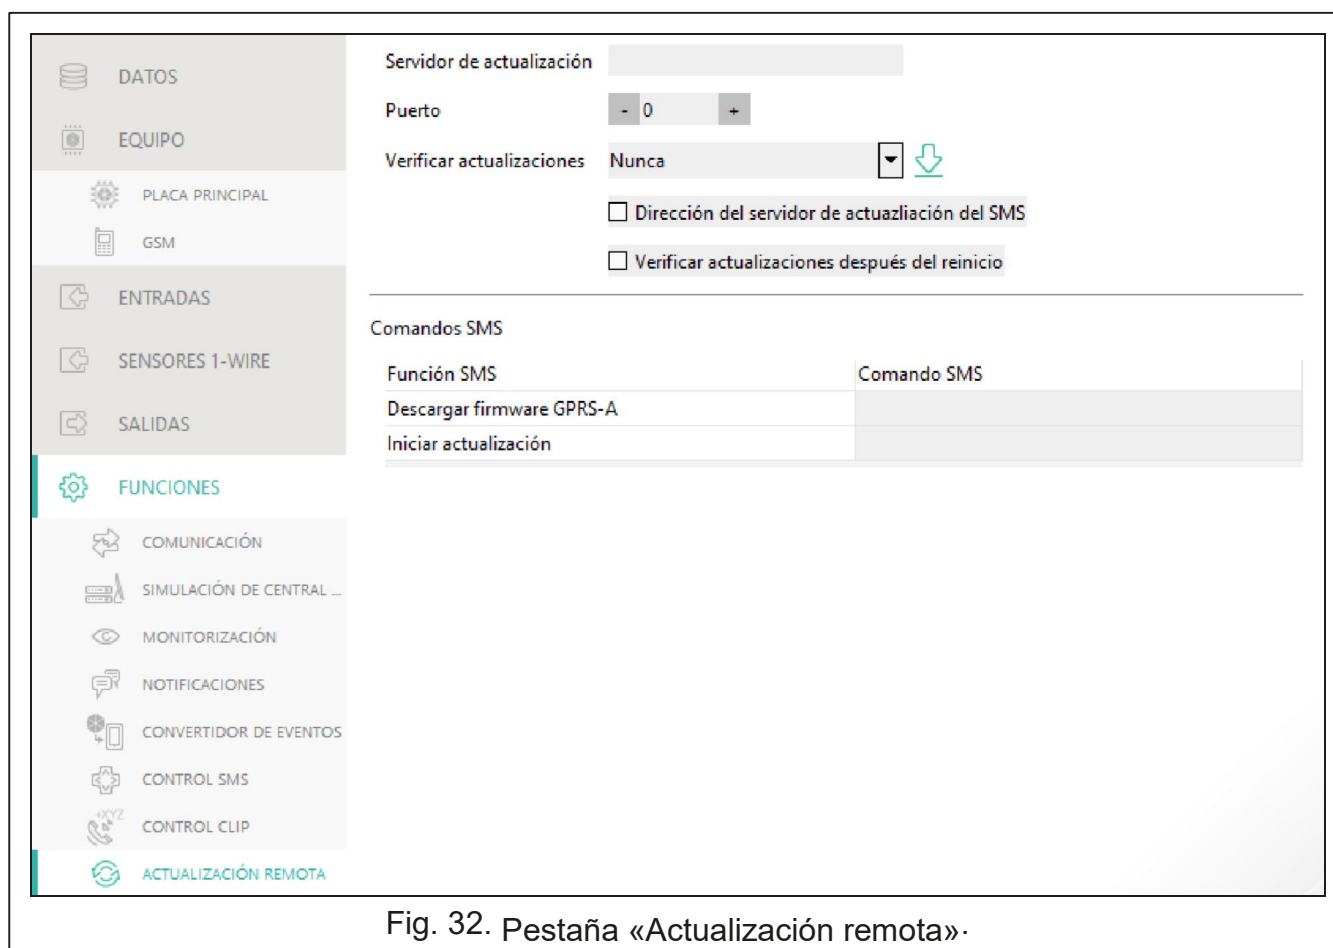 DATOS
EQUIPO
PLACA PRINCIPAL
GSM
ENTRADAS
SENSORES 1-WIRE
SALIDAS
FUNCIONES
COMUNICACIÓN
SIMULACIÓN DE CENTRAL ...
MONITORIZACIÓN
NOTIFICACIONES
CONVERTIDOR DE EVENTOS
CONTROL SMS
+XYZ
CONTROL CLIP
ACTUALIZACIÓN REMOTA
Servidor de actualización
Puerto - 0 +
Verificar actualizaciones Nunca
Dirección del servidor de actuazliación del SMS
Verificar actualizaciones después del reinicio
Comandos SMS
Función SMS Comando SMS
Descargar firmware GPRS-A
Iniciar actualización
Fig. 32. Pestaña «Actualización remota».